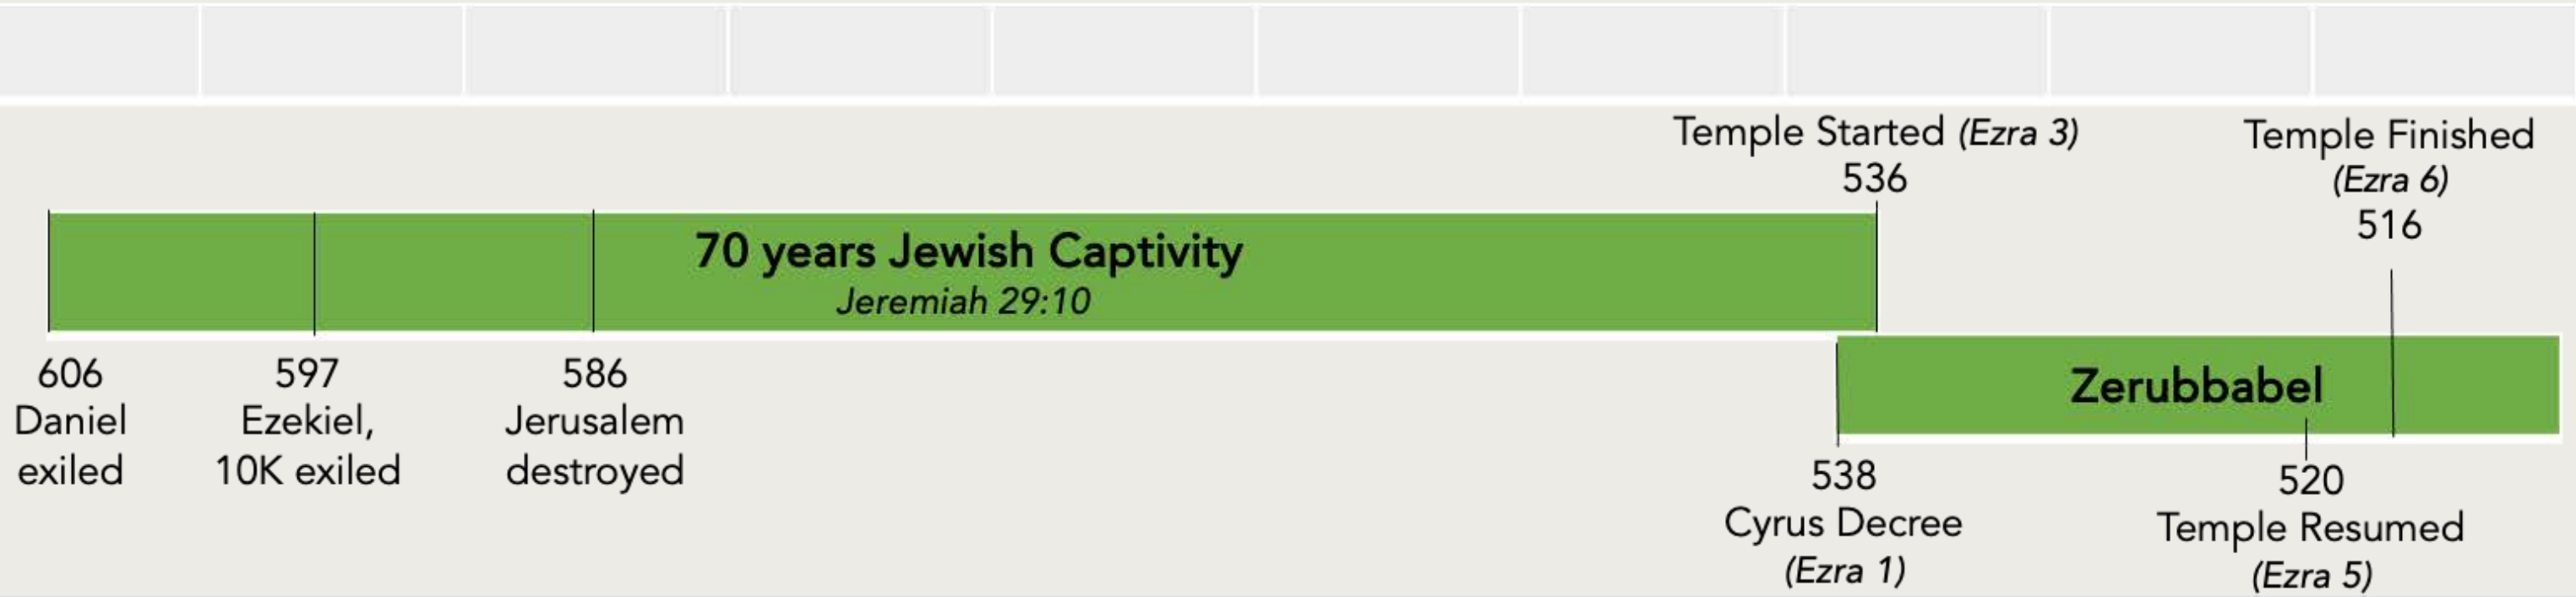 Temple Started (Ezra 3)
536
Temple Finished
(Ezra 6)
516
70 years Jewish Captivity
Jeremiah 29:10
606
Daniel
exiled
597
Ezekiel,
10K exiled
586
Jerusalem
destroyed
Zerubbabel
538
Cyrus Decree
(Ezra 1)
520
Temple Resumed
(Ezra 5)